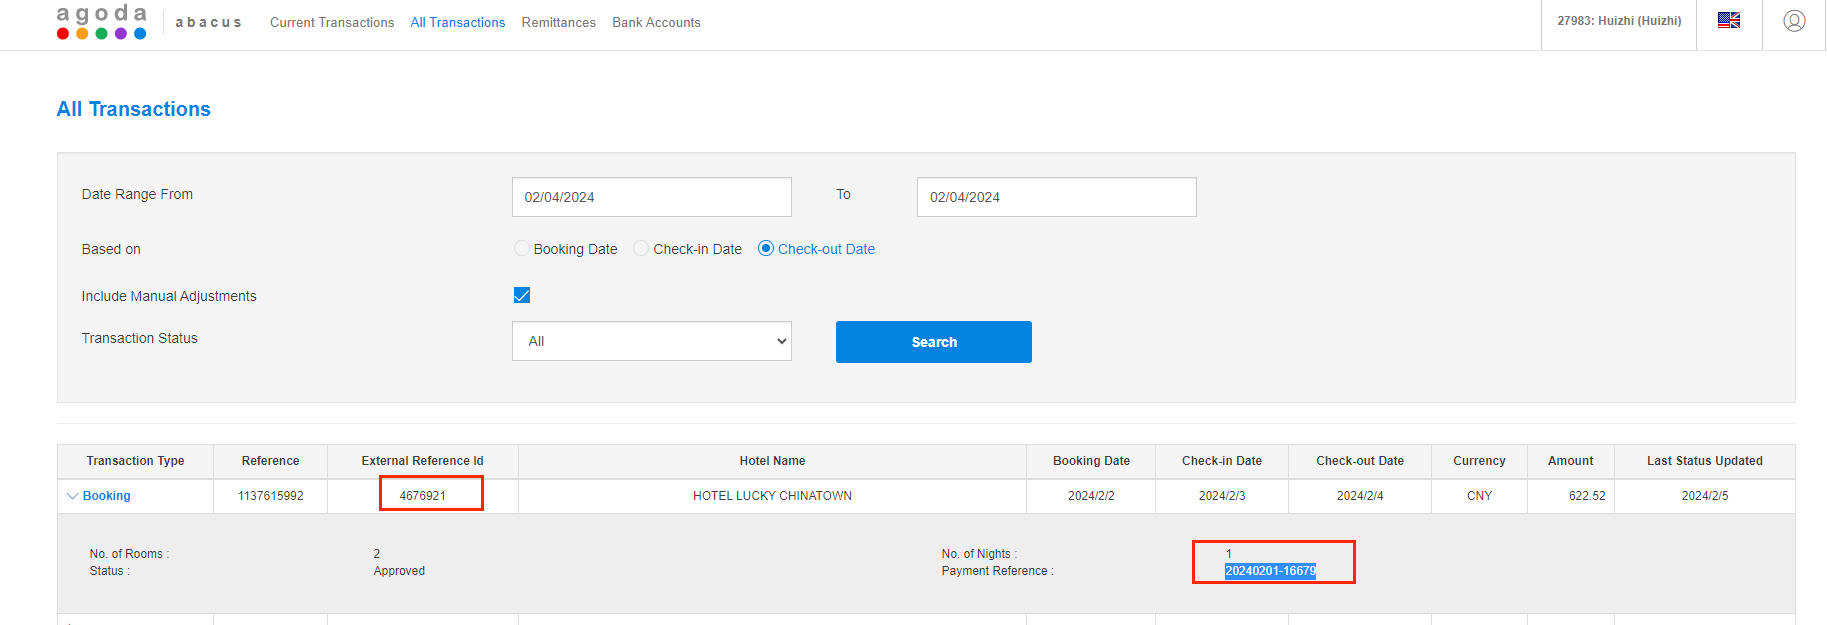 agoda
abacus Current Transactions All Transactions Remittances Bank Accounts 27983: Huizhi (Huizhi)
All Transactions
Date Range From 02/04/2024 To 02/04/2024
Based on Booking Date Check-in Date Check-out Date
Include Manual Adjustments
Transaction Status All Search
Transaction Type Reference External Reference Id Hotel Name Booking Date Check-in Date Check-out Date Currency Amount Last Status Updated
Booking 1137615992 4676921 HOTEL LUCKY CHINATOWN 2024/2/2 2024/2/3 2024/2/4 CNY 622.52 2024/2/5
No. of Rooms : 2 No. of Nights : 1
Status : Approved Payment Reference : 20240201-16679